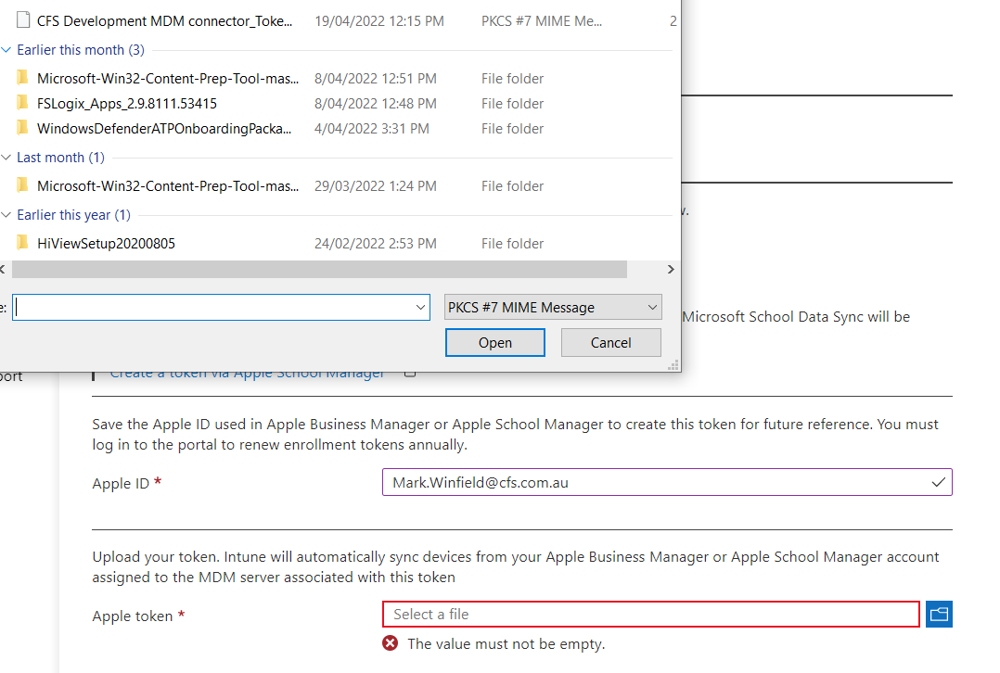 CFS Development MDM connector_Toke... 19/04/2022 12:15 PM PKCS #7 MIME Me... 2
Earlier this month (3)
Microsoft-Win32-Content-Prep-Tool-mas... 8/04/2022 12:51 PM File folder
FSLogix_Apps_2.9.8111.53415 8/04/2022 12:48 PM File folder
WindowsDefenderATPOnboardingPacka... 4/04/2022 3:31 PM File folder
Last month (1)
Microsoft-Win32-Content-Prep-Tool-mas... 29/03/2022 1:24 PM File folder
Earlier this year (1)
HiViewSetup20200805 24/02/2022 2:53 PM File folder
e: PKCS #7 MIME Message
Open Cancel
Microsoft School Data Sync will be
port
Create a token via Apple School Manager
Save the Apple ID used in Apple Business Manager or Apple School Manager to create this token for future reference. You must
log in to the portal to renew enrollment tokens annually.
Apple ID * Mark.Winfield@cfs.com.au
Upload your token. Intune will automatically sync devices from your Apple Business Manager or Apple School Manager account
assigned to the MDM server associated with this token
Apple token * Select a file
The value must not be empty.